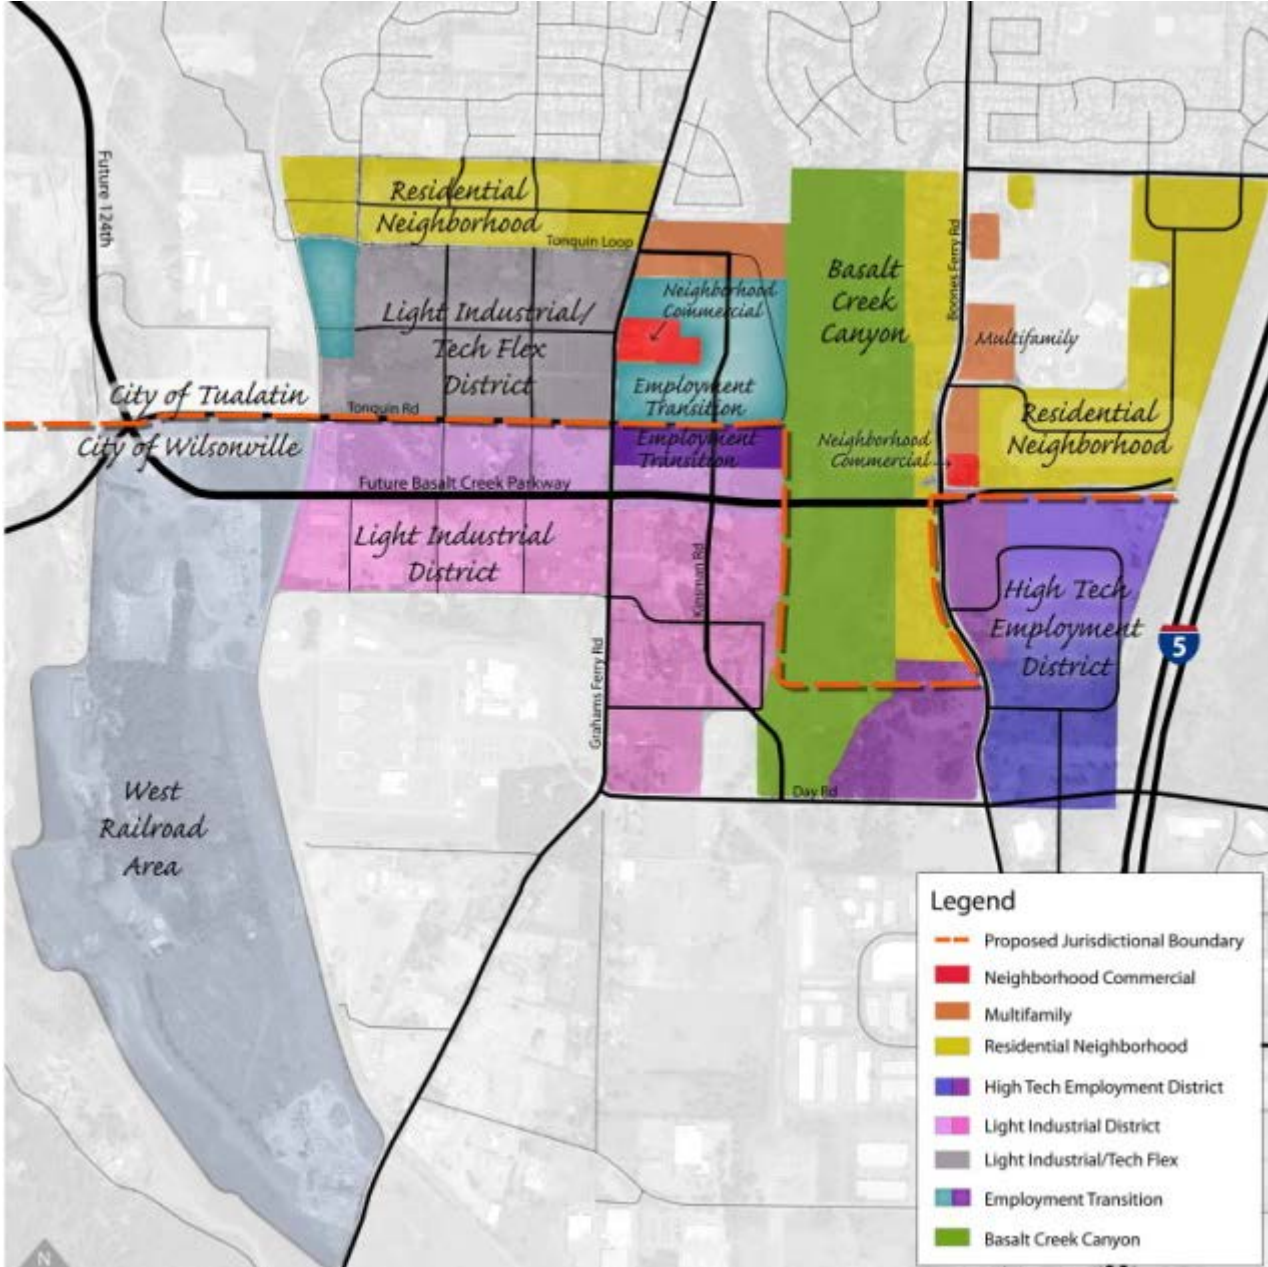 Future 124th
Residential
Neighborhood
Tonquin Loop
Light Industrial/
Tech Flex
District
Neighborhood
Commercial
Employment
Transition
Basalt
Creek
Canyon
Boones Ferry Rd
Multifamily
Residential
Neighborhood
City of Tualatin
Tonquin Rd
City of Wilsonville
Employment
Transition
Neighborhood
Commercial
Future Basalt Creek Parkway
Light Industrial
District
Kinsman Rd
High Tech
Employment
District
5
Grahams Ferry Rd
Day Rd
West
Railroad
Area
Legend
Proposed Jurisdictional Boundary
Neighborhood Commercial
Multifamily
Residential Neighborhood
High Tech Employment District
Light Industrial District
Light Industrial/Tech Flex
Employment Transition
Basalt Creek Canyon
N